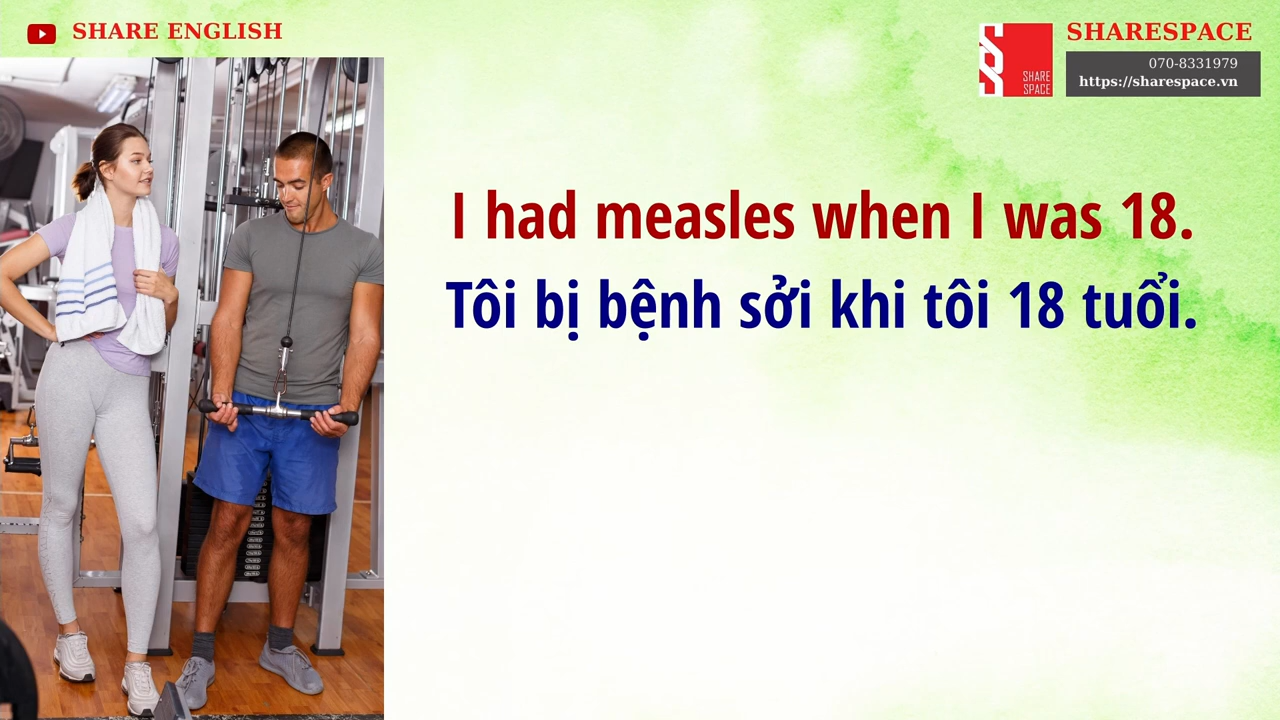 SHARE ENGLISH
SHARESPACE
070-8331979
https://sharespace.vn
SHARE
SPACE
I had measles when I was 18.
Tôi bị bệnh sởi khi tôi 18 tuổi.